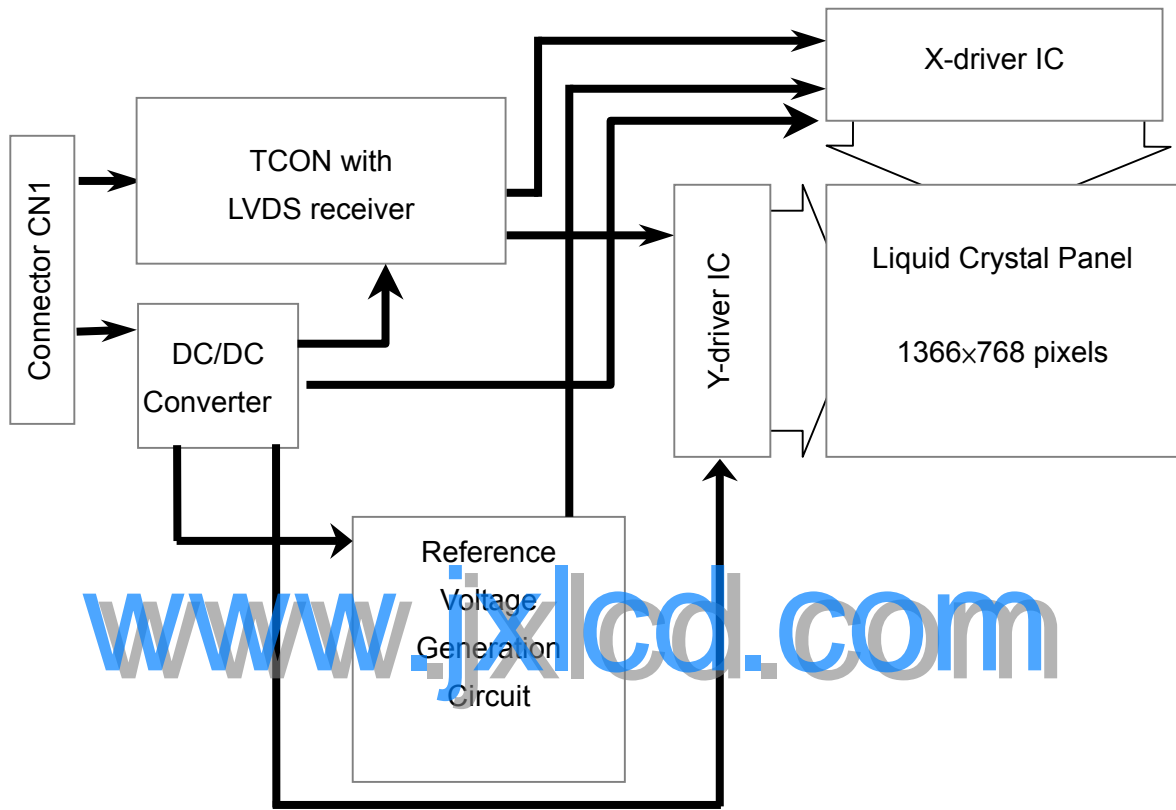 X-driver IC
TCON with
LVDS receiver
Connector CN1
Y-driver IC
Liquid Crystal Panel
1366×768 pixels
DC/DC
Converter
Reference
Voltage
Generation
Circuit
www.jxlcd.com